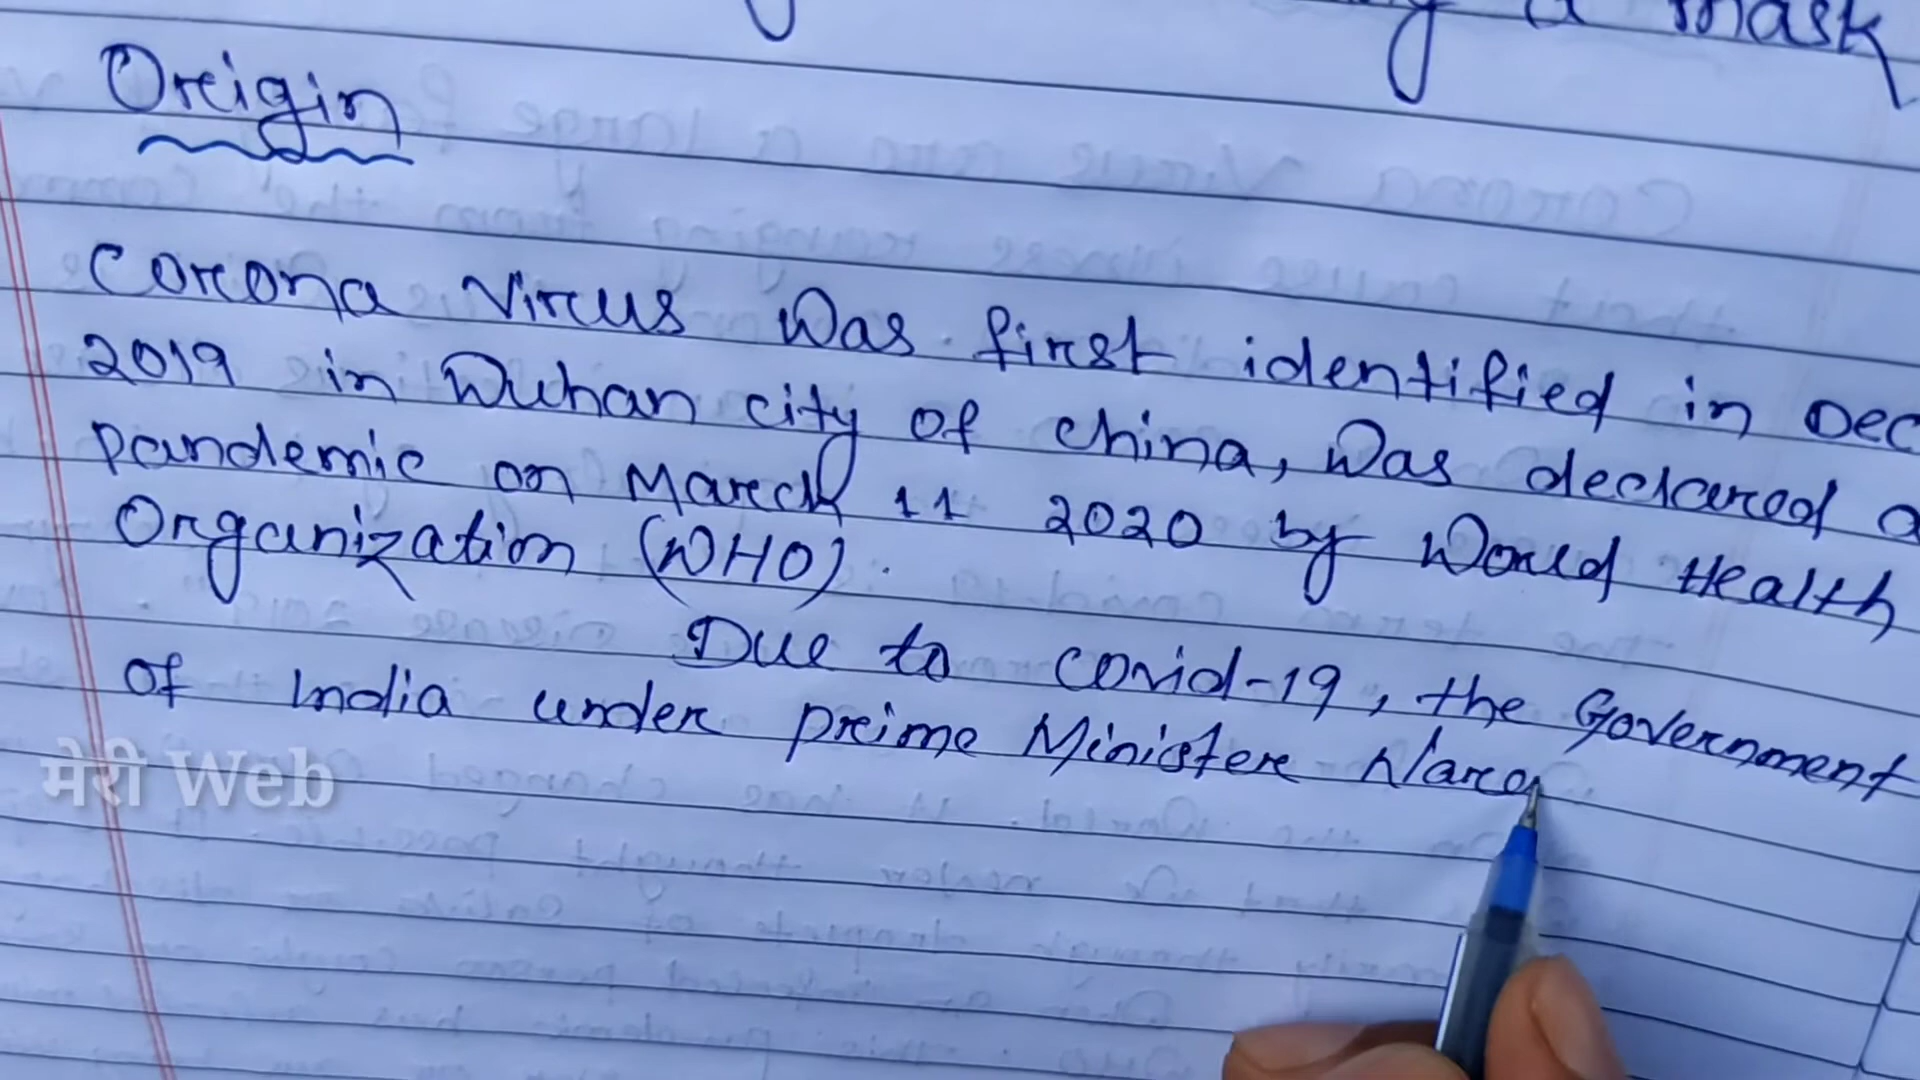 a mask
Origin
Corona Virus was first identified in Dec
2019 in Wuhan city of china, was declared a
pandemic on March 11 2020 by World Health
Organization (WHO).
Due to covid-19, the Government
of India under prime Minister Nare
मेरी Web